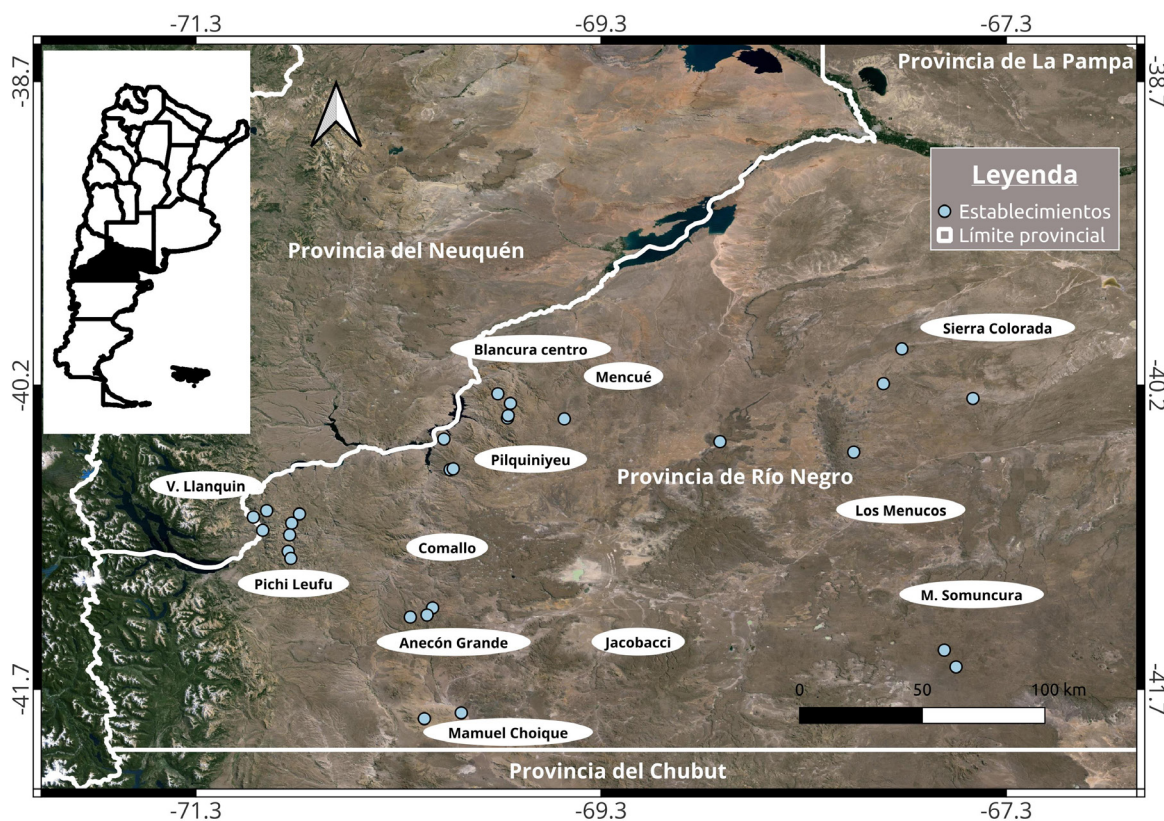 -71.3
-69.3
-67.3
-38.7
-38.7
Provincia de La Pampa
Leyenda
Establecimientos
Límite provincial
Provincia del Neuquén
Sierra Colorada
Blancura centro
Mencué
-40.2
-40.2
Pilquiniyeu
Provincia de Río Negro
V. Llanquin
Los Menucos
Comallo
Pichi Leufu
M. Somuncura
Anecón Grande
Jacobacci
-41.7
-41.7
0 50 100 km
Mamuel Choique
Provincia del Chubut
-71.3
-69.3
-67.3